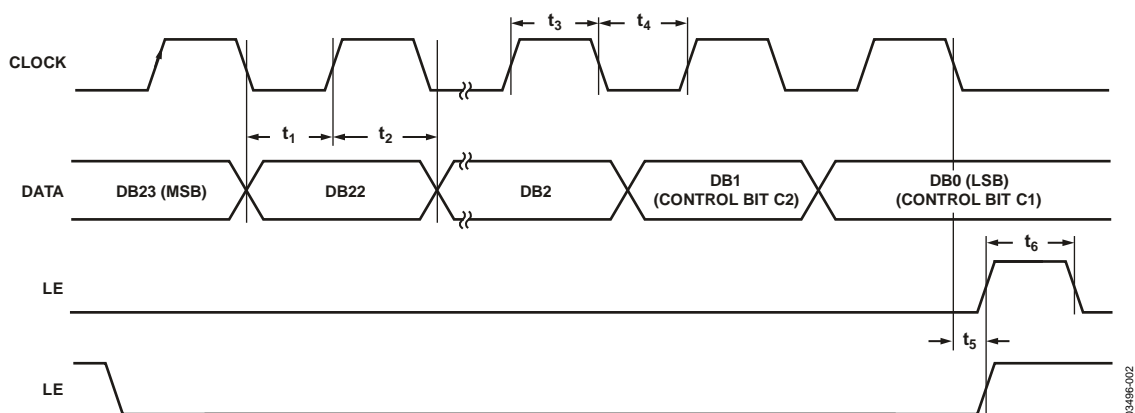 t3
t4
CLOCK
t1
t2
DATA
DB23 (MSB)
DB22
DB2
DB1
(CONTROL BIT C2)
DB0 (LSB)
(CONTROL BIT C1)
t6
LE
t5
LE
03496-002